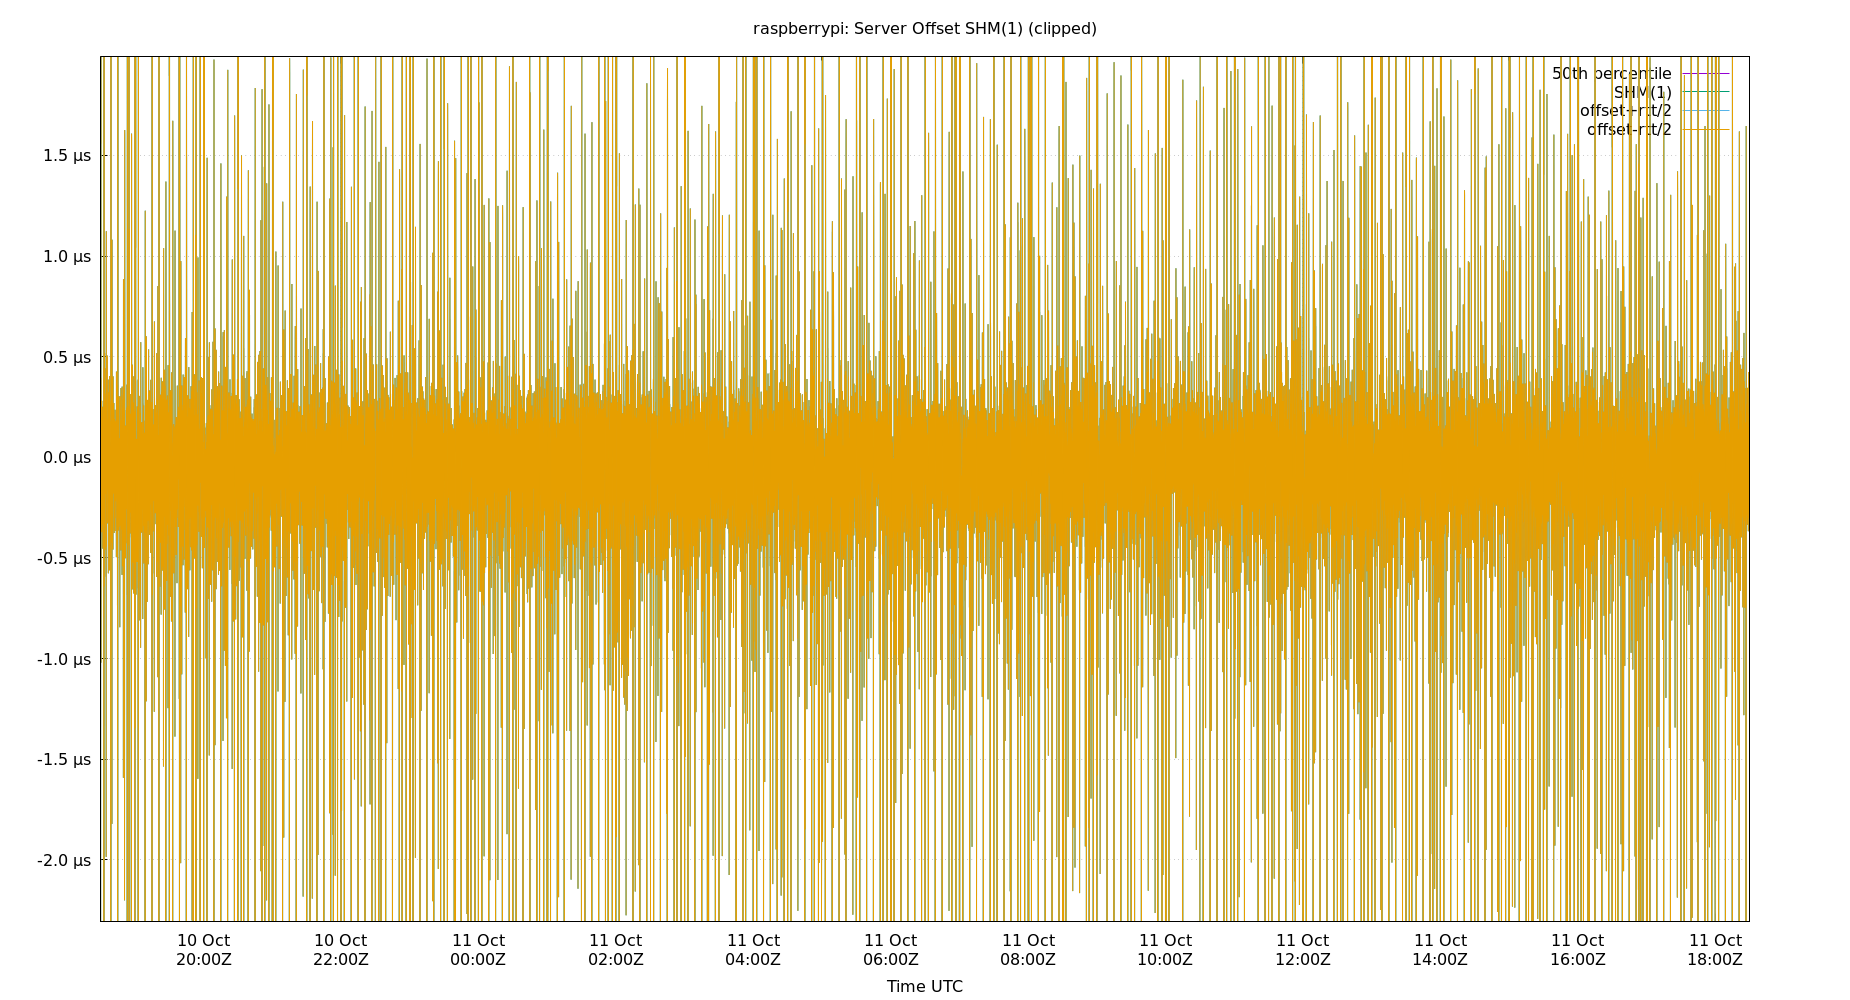 raspberrypi: Server Offset SHM(1) (clipped)
50th percentile
SHM(1)
offset+rtt/2
offset-rtt/2
1.5 µs
1.0 µs
0.5 µs
0.0 µs
-0.5 µs
-1.0 µs
-1.5 µs
-2.0 µs
10 Oct 10 Oct 11 Oct 11 Oct 11 Oct 11 Oct 11 Oct 11 Oct 11 Oct 11 Oct 11 Oct 11 Oct
20:00Z 22:00Z 00:00Z 02:00Z 04:00Z 06:00Z 08:00Z 10:00Z 12:00Z 14:00Z 16:00Z 18:00Z
Time UTC